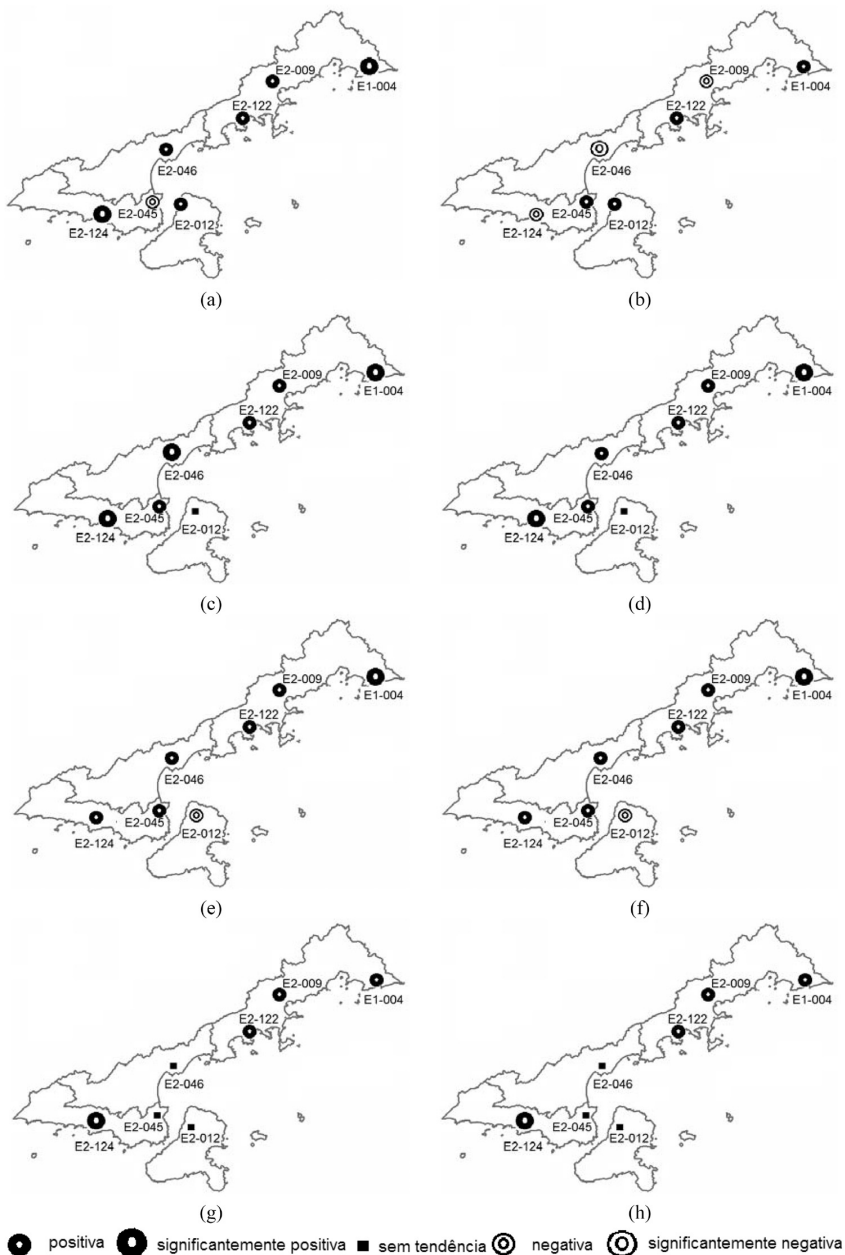 E2-009
E1-004
E2-122
E2-046
E2-045
E2-012
E2-124
(a)
E2-009
E1-004
E2-122
E2-046
E2-045
E2-012
E2-124
(b)
E2-009
E1-004
E2-122
E2-046
E2-045
E2-012
E2-124
(c)
E2-009
E1-004
E2-122
E2-046
E2-045
E2-012
E2-124
(d)
E2-009
E1-004
E2-122
E2-046
E2-045
E2-012
E2-124
(e)
E2-009
E1-004
E2-122
E2-046
E2-045
E2-012
E2-124
(f)
E2-009
E1-004
E2-122
E2-046
E2-045
E2-012
E2-124
(g)
E2-009
E1-004
E2-122
E2-046
E2-045
E2-012
E2-124
(h)
positiva significantemente positiva sem tendência negativa significantemente negativa